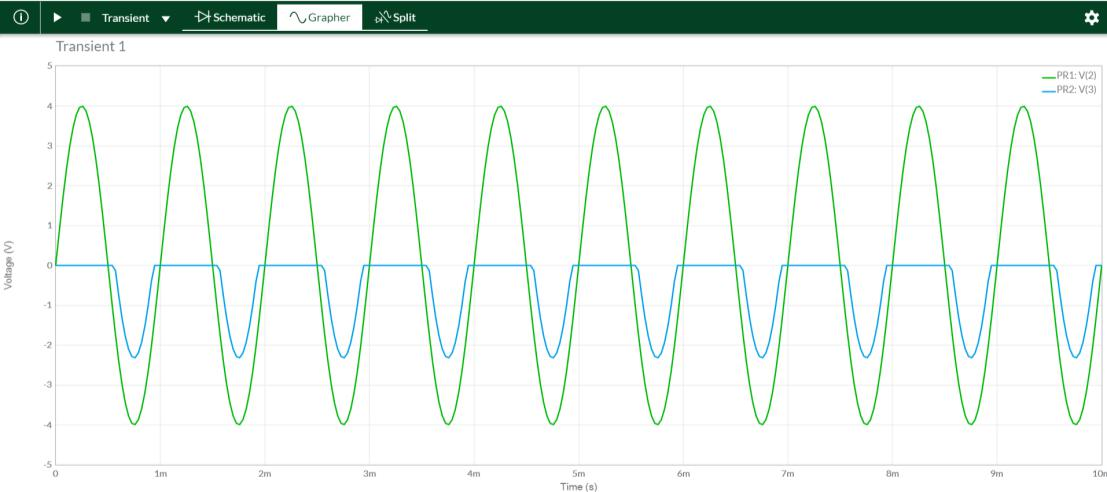 Transient Schematic Grapher Split
Transient 1
PR1: V(2)
PR2: V(3)
Voltage (V)
5
4
3
2
1
0
-1
-2
-3
-4
-5
0 1m 2m 3m 4m 5m 6m 7m 8m 9m 10m
Time (s)